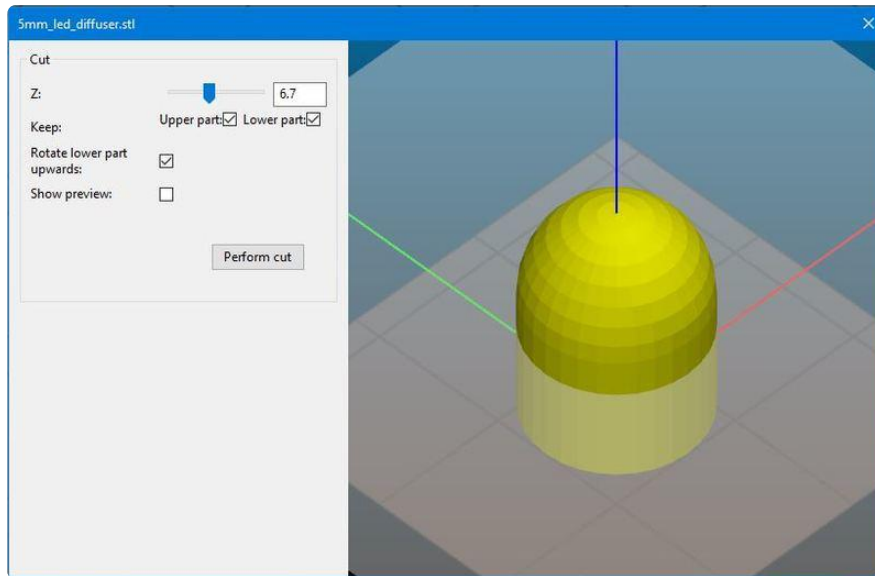 5mm_led_diffuser.stl
Cut
Z:
6.7
Keep:
Upper part:
Lower part:
Rotate lower part
upwards:
Show preview:
Perform cut